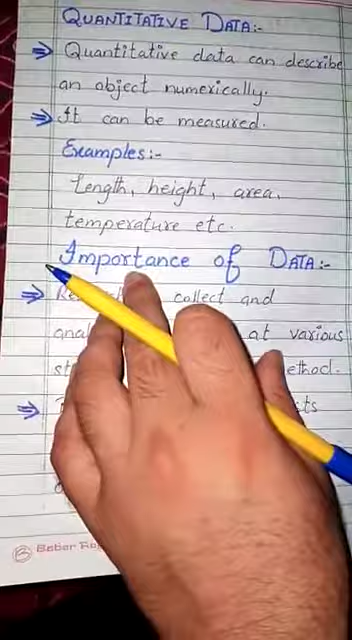 QUANTITATIVE DATA:-
Quantitative data can describe
an object numerically.
It can be measured.
Examples:-
Length, height, area,
temperature etc.
Importance of DATA:-
collect and
at various